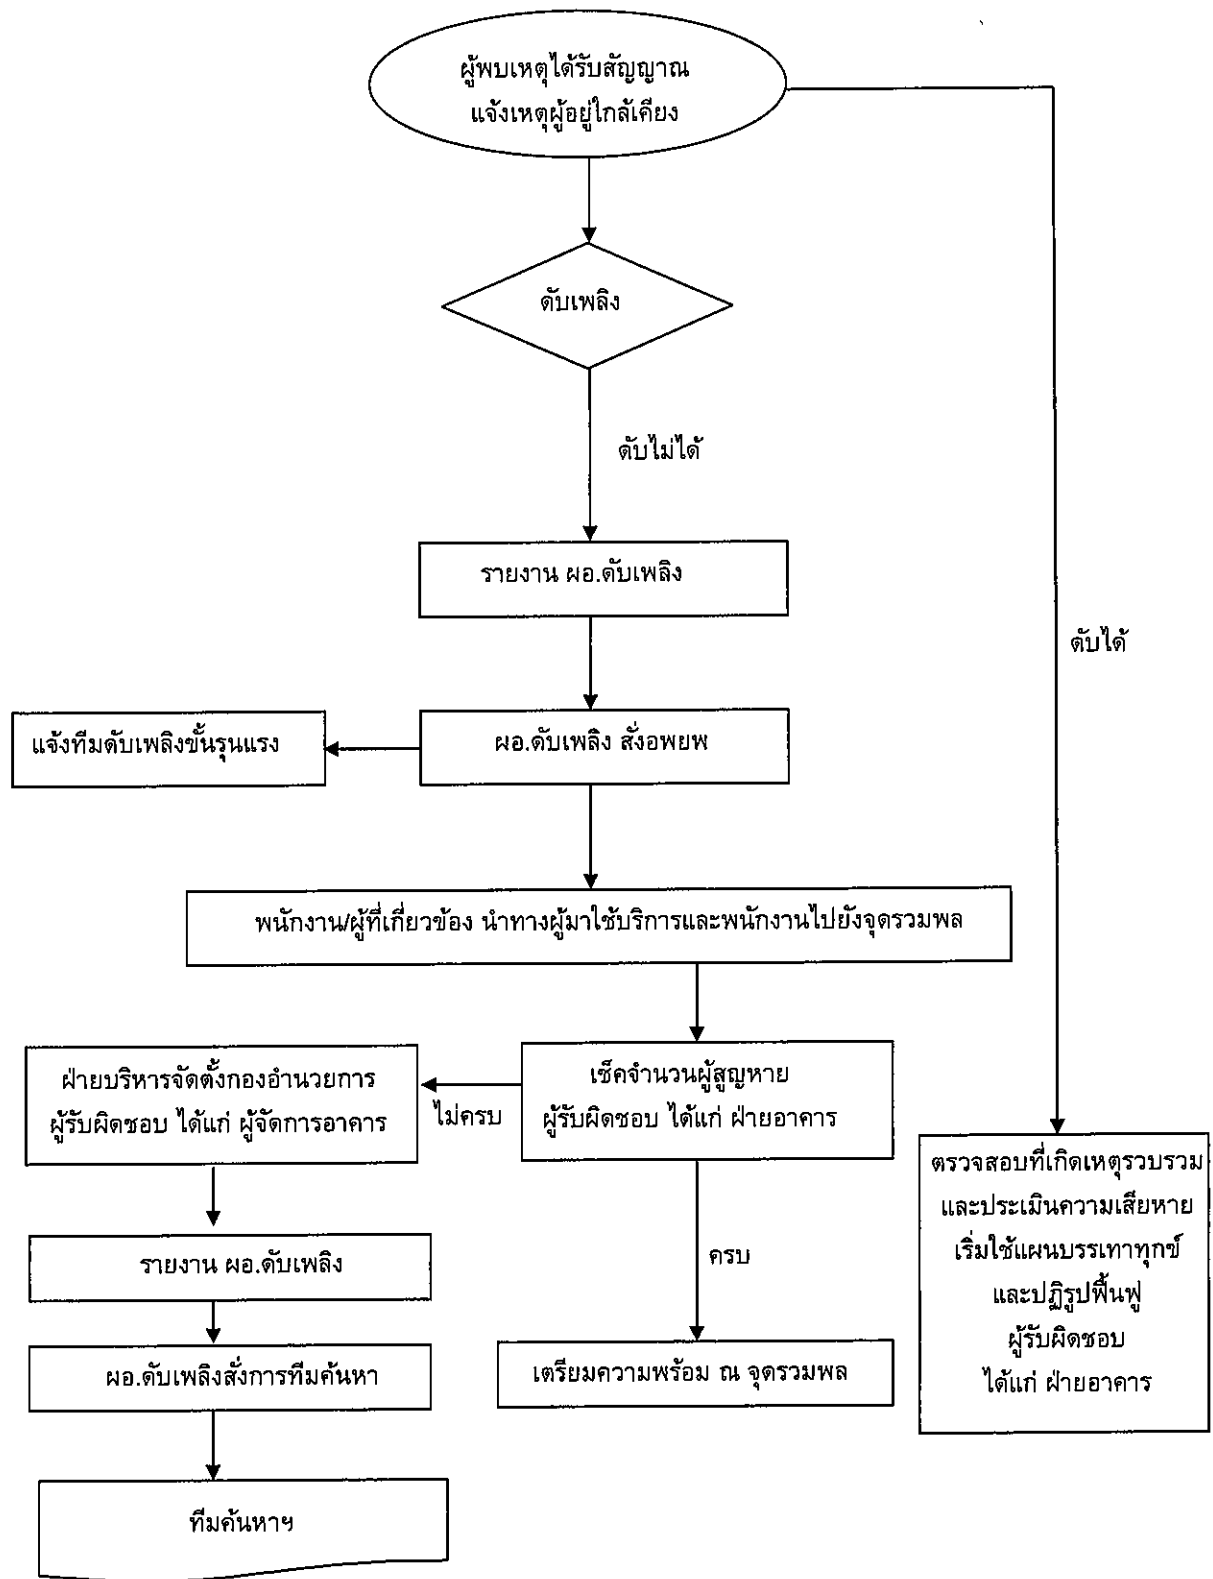 ผู้พบเหตุได้รับสัญญาณ
แจ้งเหตุผู้อยู่ใกล้เคียง
ดับเพลิง
ดับไม่ได้
รายงาน ผอ.ดับเพลิง
ดับได้
แจ้งทีมดับเพลิงขั้นรุนแรง
ผอ.ดับเพลิง สั่งอพยพ
พนักงาน/ผู้ที่เกี่ยวข้อง นำทางผู้มาใช้บริการและพนักงานไปยังจุดรวมพล
ฝ่ายบริหารจัดตั้งกองอำนวยการ
ผู้รับผิดชอบ ได้แก่ ผู้จัดการอาคาร
ไม่ครบ
เช็คจำนวนผู้สูญหาย
ผู้รับผิดชอบ ได้แก่ ฝ่ายอาคาร
ตรวจสอบที่เกิดเหตุรวบรวม
และประเมินความเสียหาย
เริ่มใช้แผนบรรเทาทุกข์
และปฏิรูปฟื้นฟู
ผู้รับผิดชอบ
ได้แก่ ฝ่ายอาคาร
รายงาน ผอ.ดับเพลิง
ครบ
ผอ.ดับเพลิงสั่งการทีมค้นหา
เตรียมความพร้อม ณ จุดรวมพล
ทีมค้นหาฯ